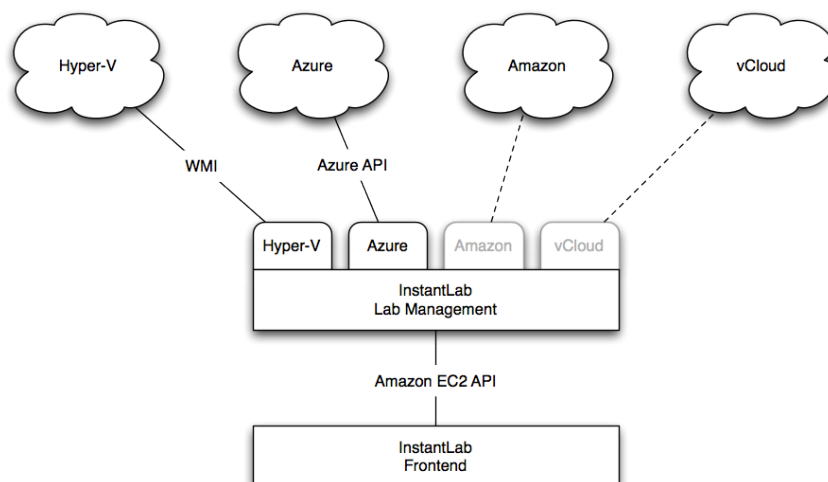 Hyper-V
Azure
Amazon
vCloud
WMI
Azure API
Hyper-V
Azure
Amazon
vCloud
InstantLab
Lab Management
Amazon EC2 API
InstantLab
Frontend